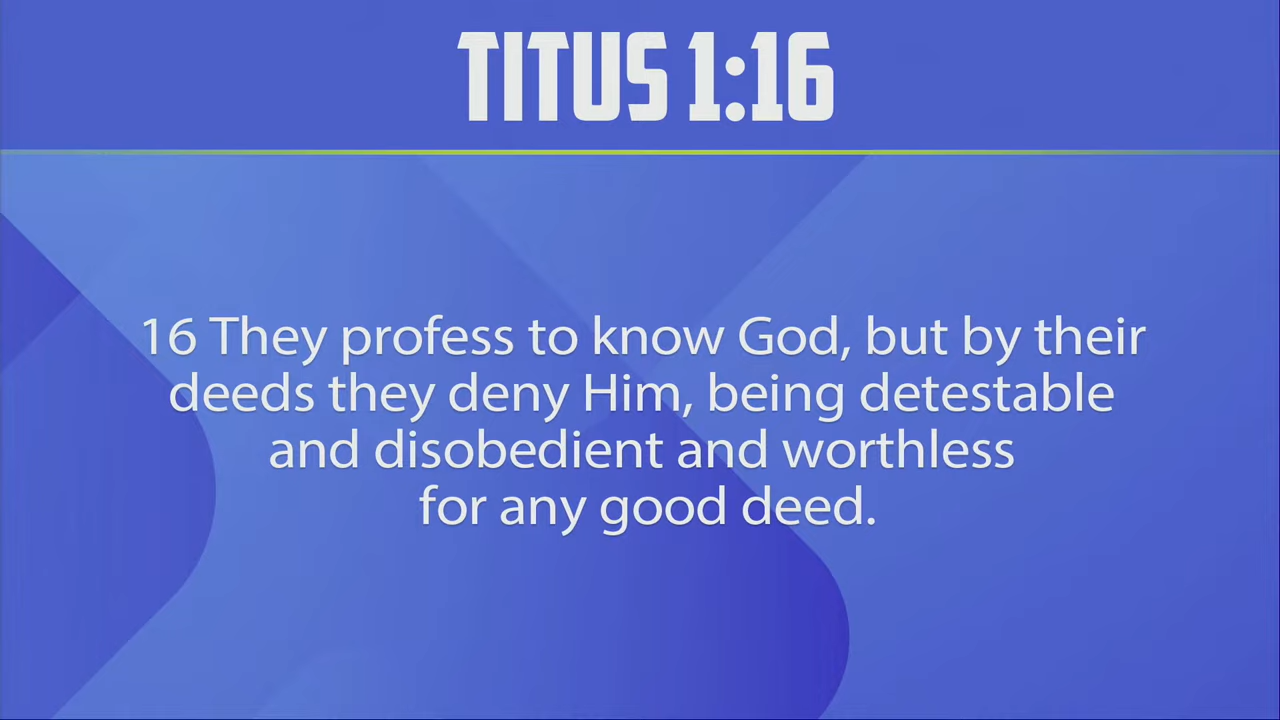 TITUS 1:16
16 They profess to know God, but by their
deeds they deny Him, being detestable
and disobedient and worthless
for any good deed.